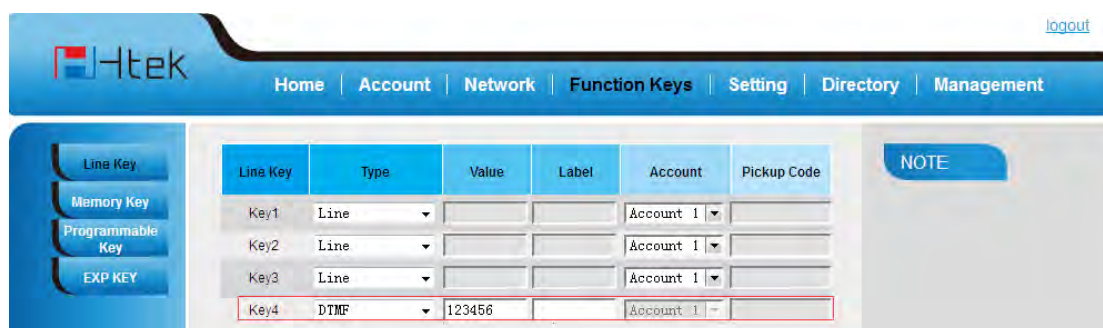 logout
Htek
Home | Account | Network | Function Keys | Setting | Directory | Management
Line Key
Memory Key
Programmable
Key
EXP KEY
Line Key Type Value Label Account Pickup Code
Key1 Line Account 1
Key2 Line Account 1
Key3 Line Account 1
Key4 DTMF 123456 Account 1
NOTE